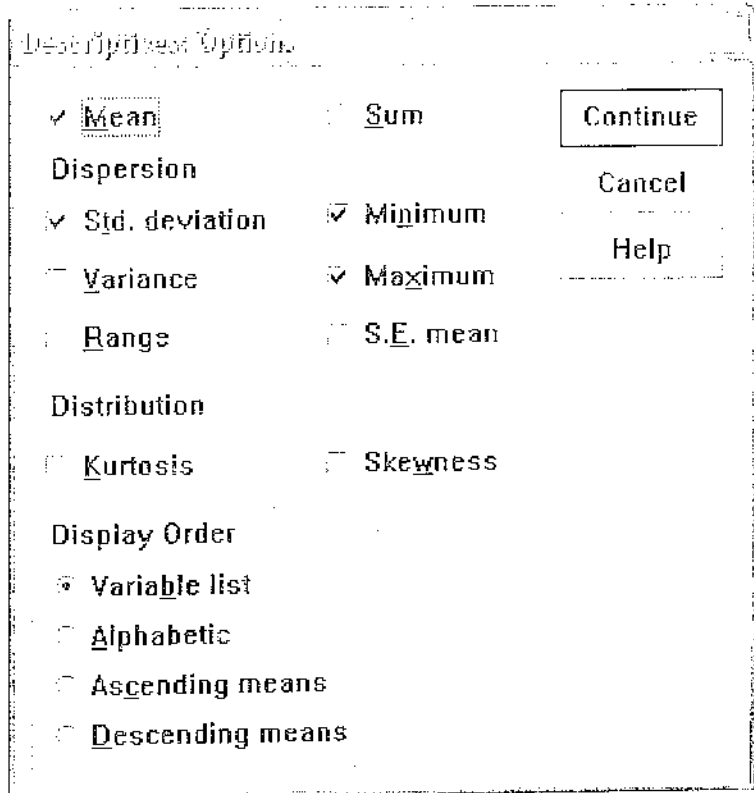 Descriptives: Options
Mean
Sum
Continue
Dispersion
Cancel
Std. deviation
Minimum
Help
Variance
Maximum
Range
S.E. mean
Distribution
Kurtosis
Skewness
Display Order
Variable list
Alphabetic
Ascending means
Descending means